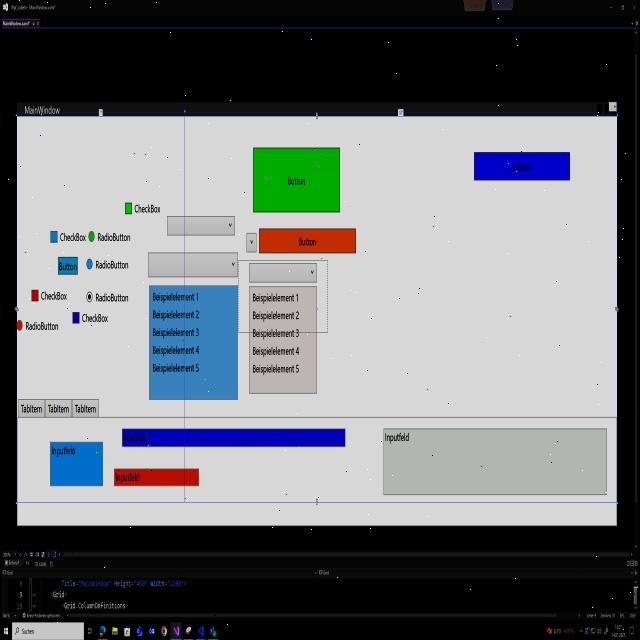 MainWindow.xaml*
MainWindow
Button
Button
CheckBox
CheckBox
RadioButton
Button
Button
RadioButton
Beispielelement 1
Beispielelement 2
Beispielelement 3
Beispielelement 4
Beispielelement 5
Beispielelement 1
Beispielelement 2
Beispielelement 3
Beispielelement 4
Beispielelement 5
CheckBox
RadioButton
CheckBox
RadioButton
TabItem TabItem TabItem
Inputfeld
Inputfeld
Inputfeld
Inputfeld
Title="MainWindow" Height="450" Width="1200">
<Grid>
<Grid.ColumnDefinitions>
Suchen